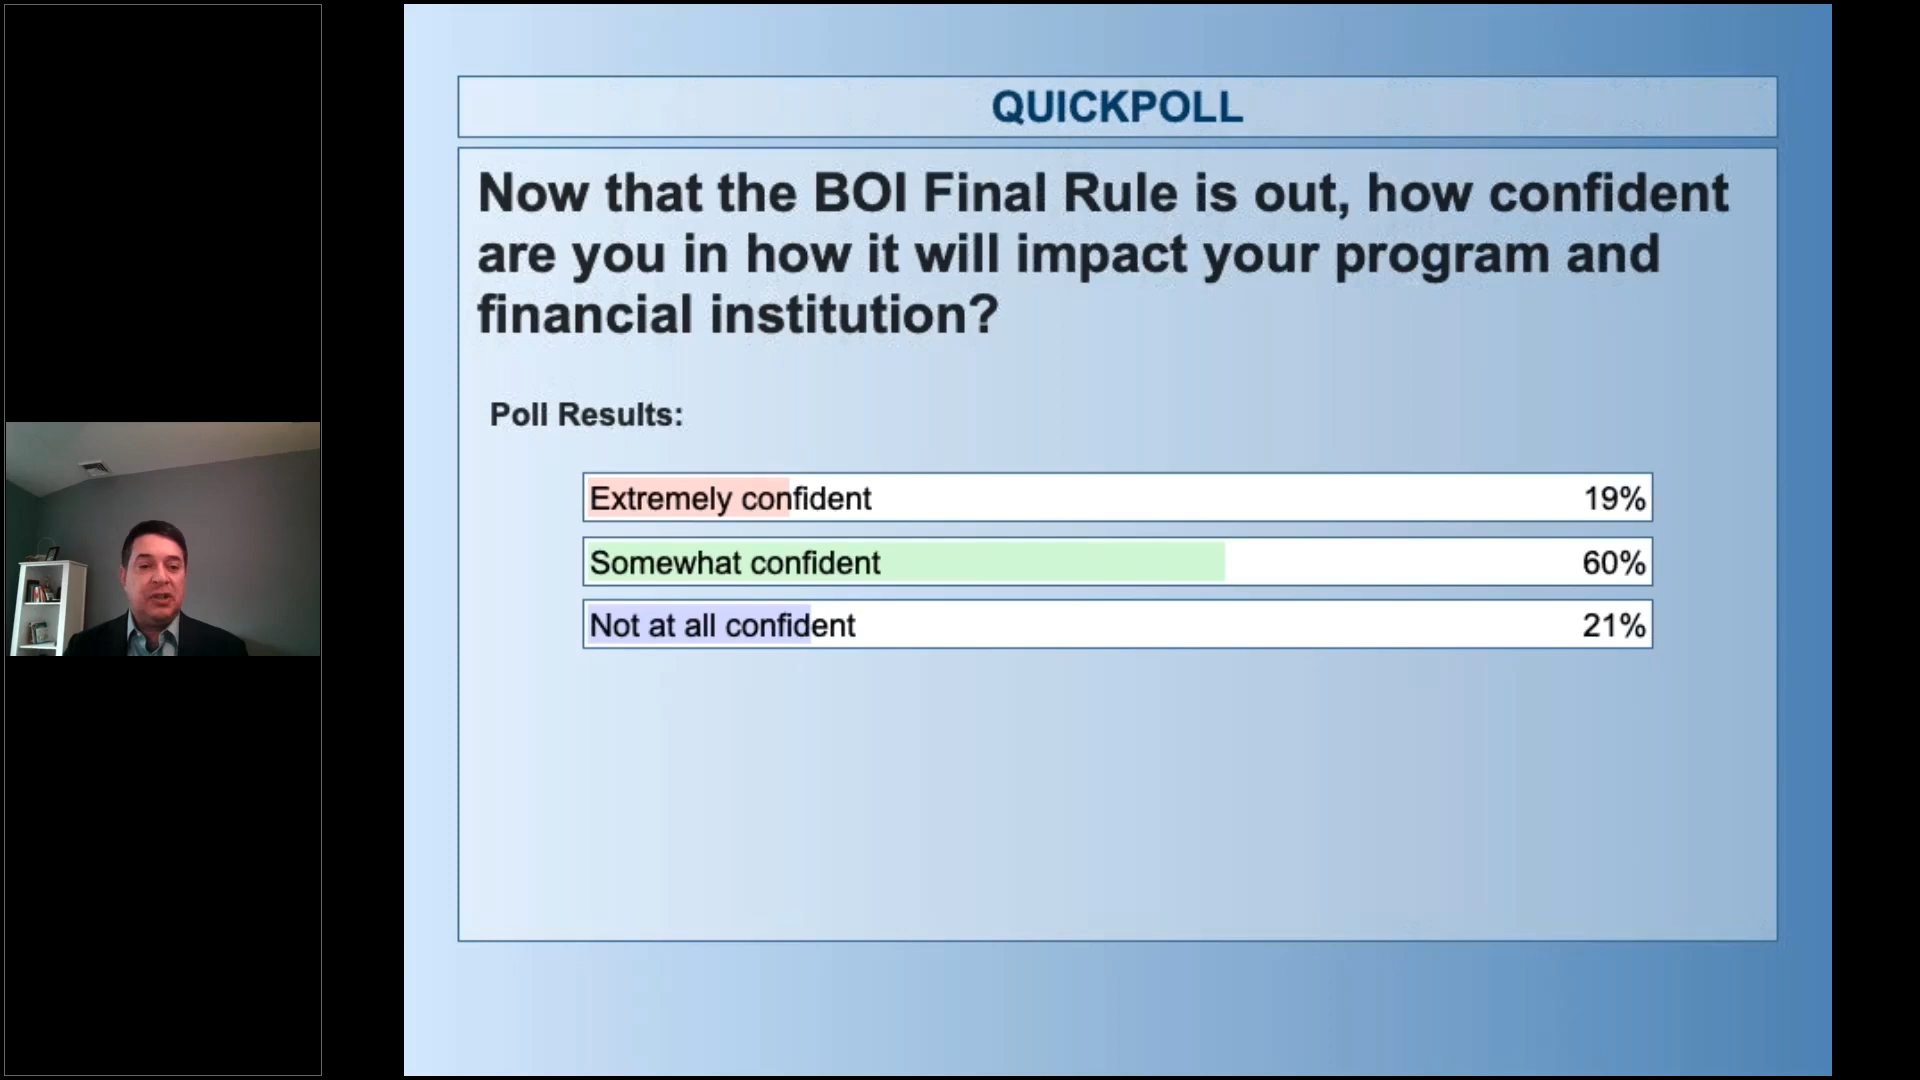 QUICKPOLL
Now that the BOI Final Rule is out, how confident
are you in how it will impact your program and
financial institution?
Poll Results:
Extremely confident 19%
Somewhat confident 60%
Not at all confident 21%